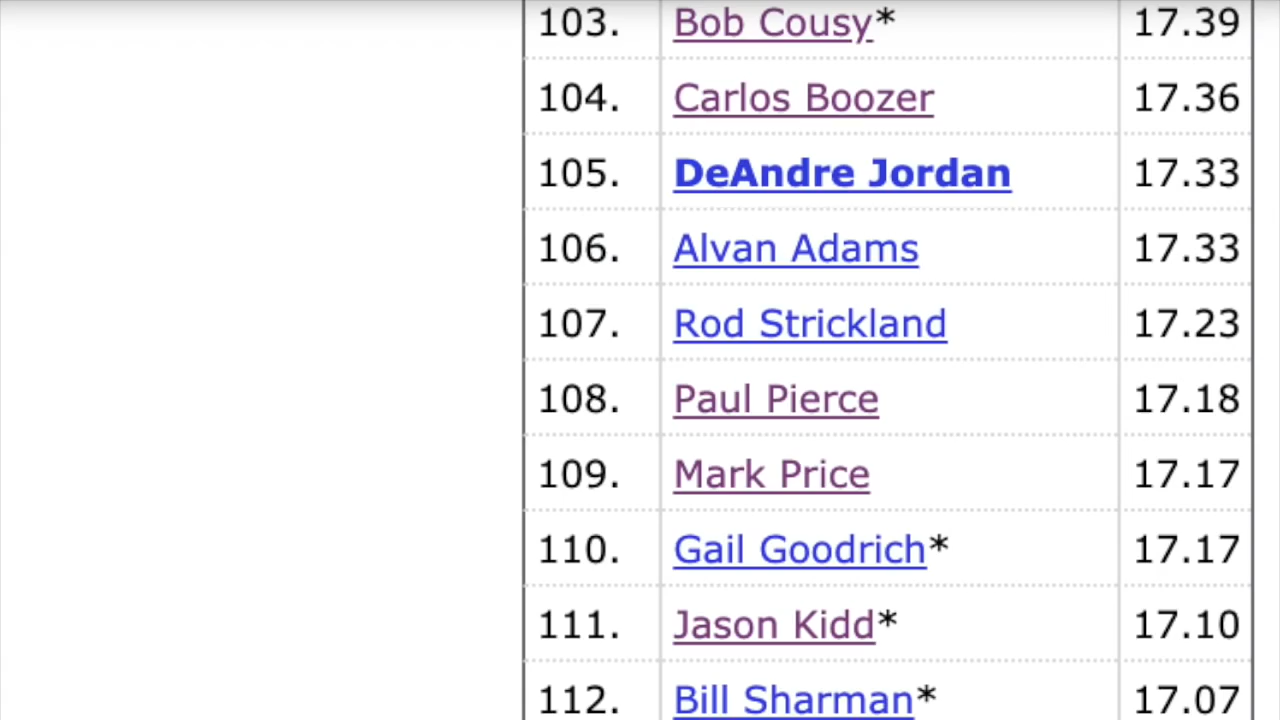 103. Bob Cousy* 17.39
104. Carlos Boozer 17.36
105. DeAndre Jordan 17.33
106. Alvan Adams 17.33
107. Rod Strickland 17.23
108. Paul Pierce 17.18
109. Mark Price 17.17
110. Gail Goodrich* 17.17
111. Jason Kidd* 17.10
112. Bill Sharman* 17.07